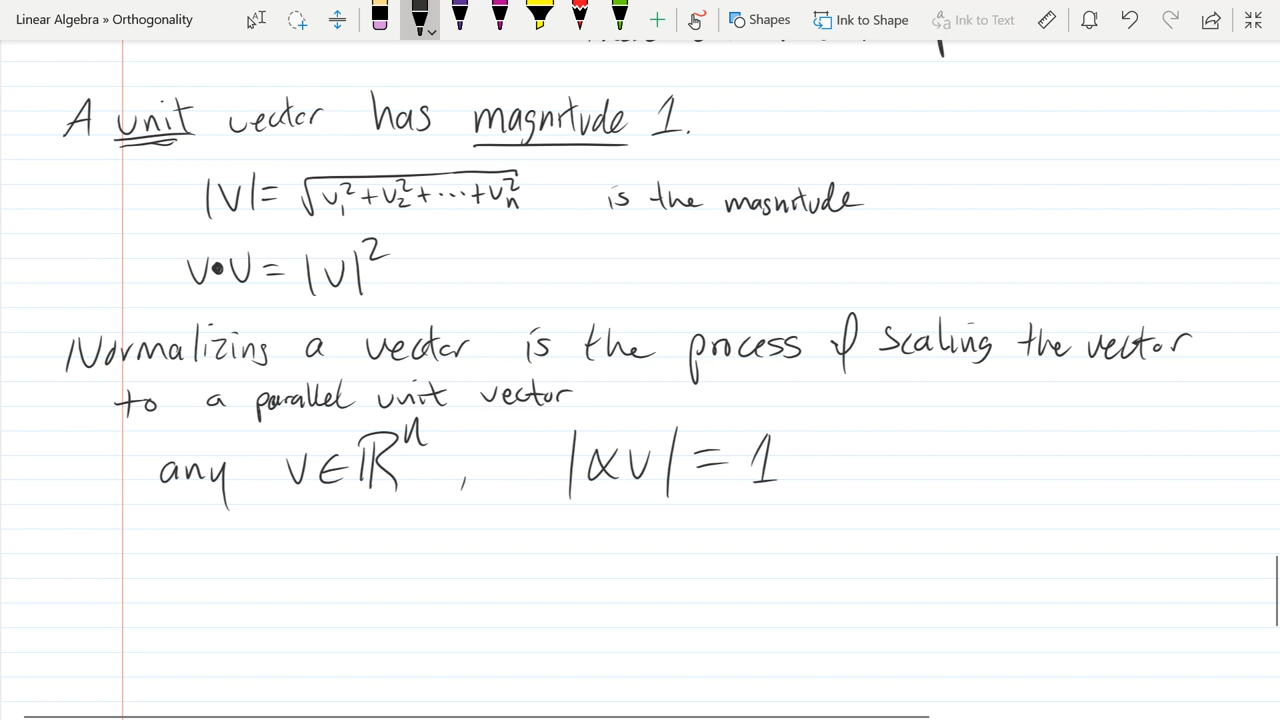 Linear Algebra » Orthogonality
Shapes
Ink to Shape
Ink to Text
A unit vector has magnitude 1.
|V| = √v₁² + v₂² + ⋯ + vₙ² is the magnitude
V•V = |V|²
Normalizing a vector is the process of scaling the vector
to a parallel unit vector
any V∈ℝⁿ, |αV| = 1